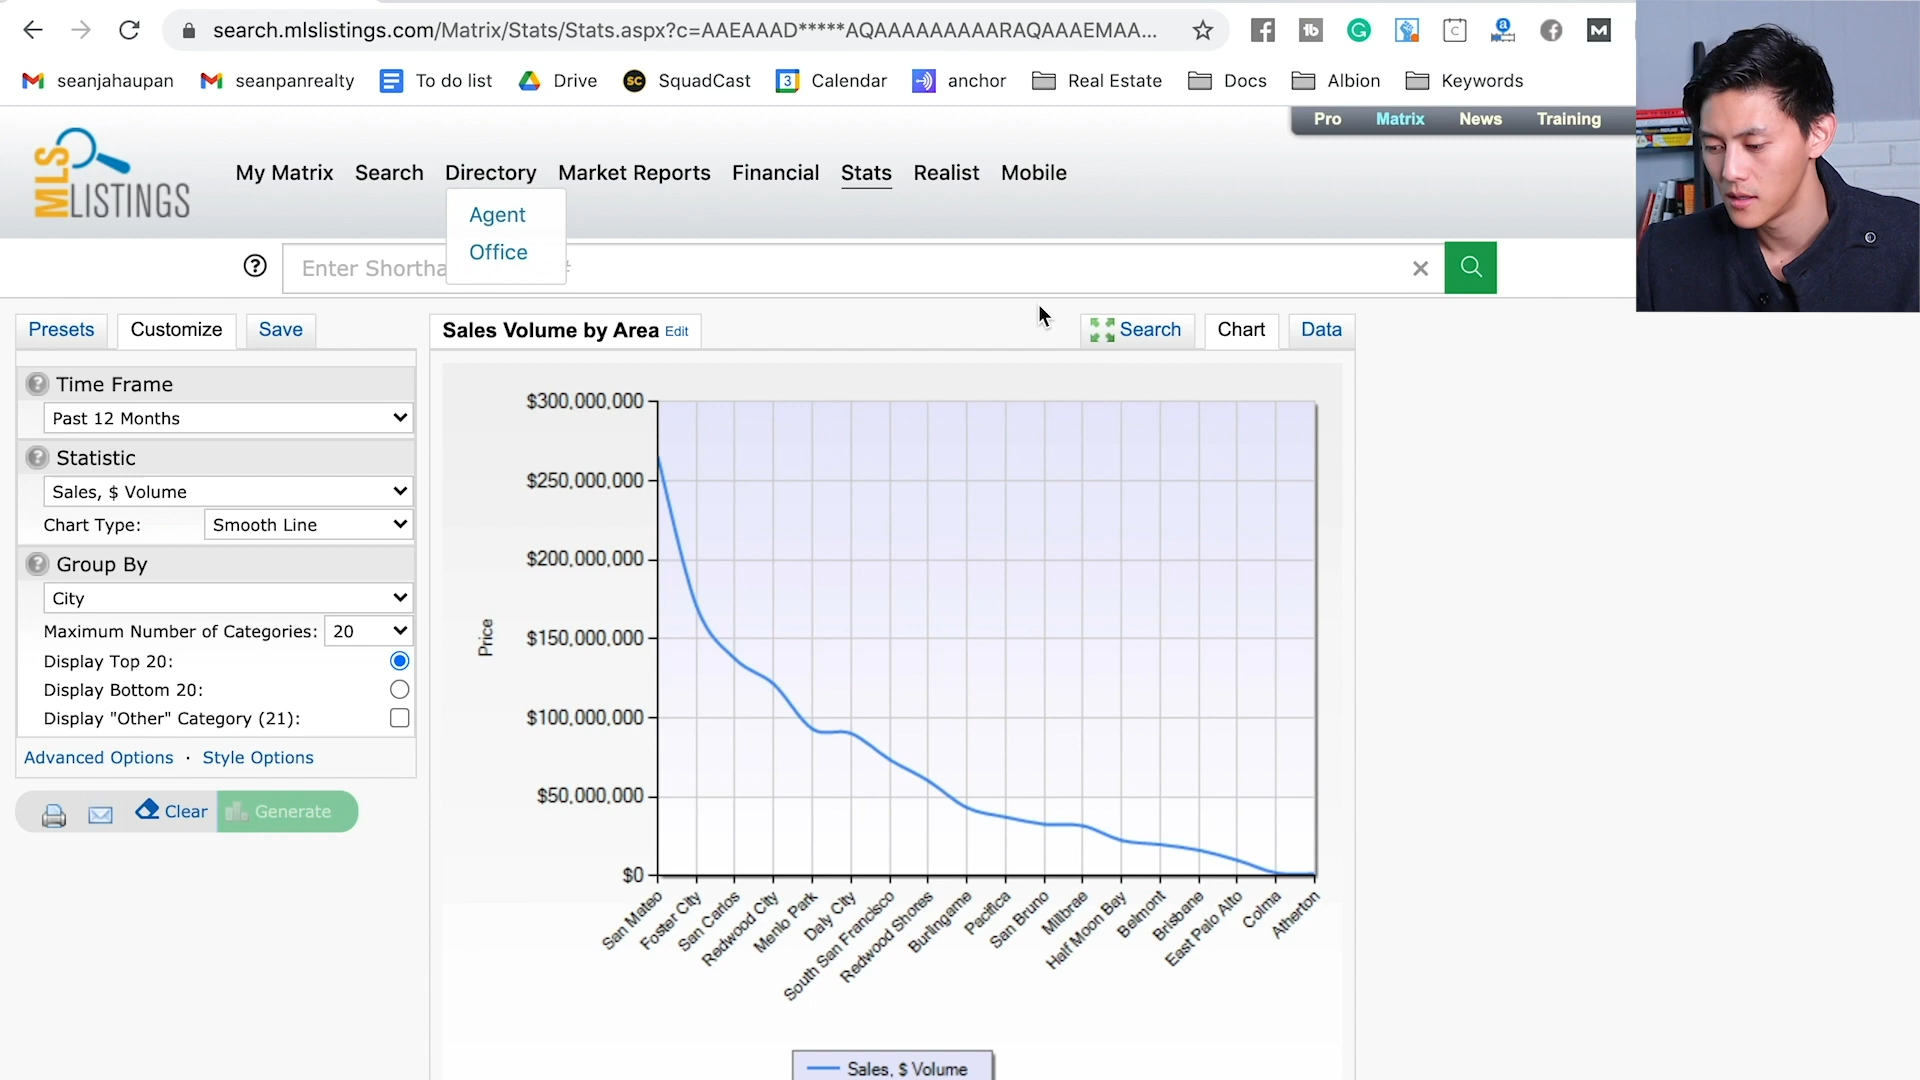 search.mlslistings.com/Matrix/Stats/Stats.aspx?c=AAEAAAD*****AQAAAAAAAAARAQAAAEMAA...
seanjahaupan seanpanrealty To do list Drive SC SquadCast 3 Calendar anchor Real Estate Docs Albion Keywords
Pro Matrix News Training
MLS LISTINGS
My Matrix Search Directory Market Reports Financial Stats Realist Mobile
Agent
Office
Enter Shortha
Presets Customize Save
Sales Volume by Area Edit Search Chart Data
Time Frame
Past 12 Months
Statistic
Sales, $ Volume
Chart Type: Smooth Line
Group By
City
Maximum Number of Categories: 20
Display Top 20:
Display Bottom 20:
Display "Other" Category (21):
Advanced Options · Style Options
Clear Generate
Price
$300,000,000
$250,000,000
$200,000,000
$150,000,000
$100,000,000
$50,000,000
$0
San Mateo
Foster City
San Carlos
Redwood City
Menlo Park
Daly City
South San Francisco
Redwood Shores
Burlingame
Pacifica
San Bruno
Millbrae
Half Moon Bay
Belmont
Brisbane
East Palo Alto
Colma
Atherton
Sales, $ Volume